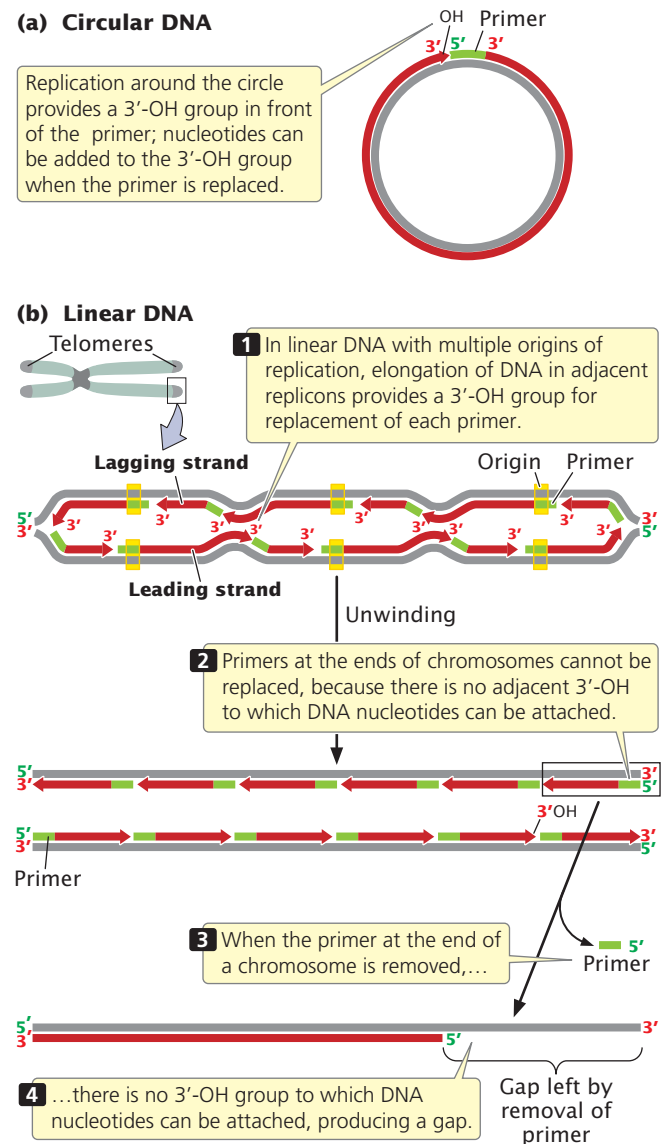 (a) Circular DNA
OH
Primer
3′
5′
3′
Replication around the circle
provides a 3′-OH group in front
of the primer; nucleotides can
be added to the 3′-OH group
when the primer is replaced.
(b) Linear DNA
Telomeres
1 In linear DNA with multiple origins of
replication, elongation of DNA in adjacent
replicons provides a 3′-OH group for
replacement of each primer.
Lagging strand
Origin
Primer
5′
3′
3′
3′
3′
3′
3′
3′
3′
3′
3′
3′
3′
3′
3′
5′
Leading strand
Unwinding
2 Primers at the ends of chromosomes cannot be
replaced, because there is no adjacent 3′-OH
to which DNA nucleotides can be attached.
5′
3′
3′
5′
3′OH
5′
3′
3′
5′
Primer
3 When the primer at the end of
a chromosome is removed,…
5′
Primer
5′
3′
5′
3′
4 …there is no 3′-OH group to which DNA
nucleotides can be attached, producing a gap.
Gap left by
removal of
primer